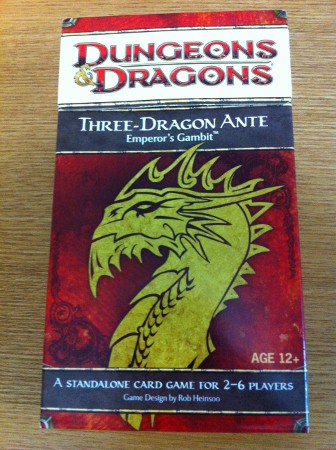 DUNGEONS
& DRAGONS
THREE-DRAGON ANTE
Emperor's Gambit™
AGE 12+
A STANDALONE CARD GAME FOR 2-6 PLAYERS
Game Design by Rob Heinsoo